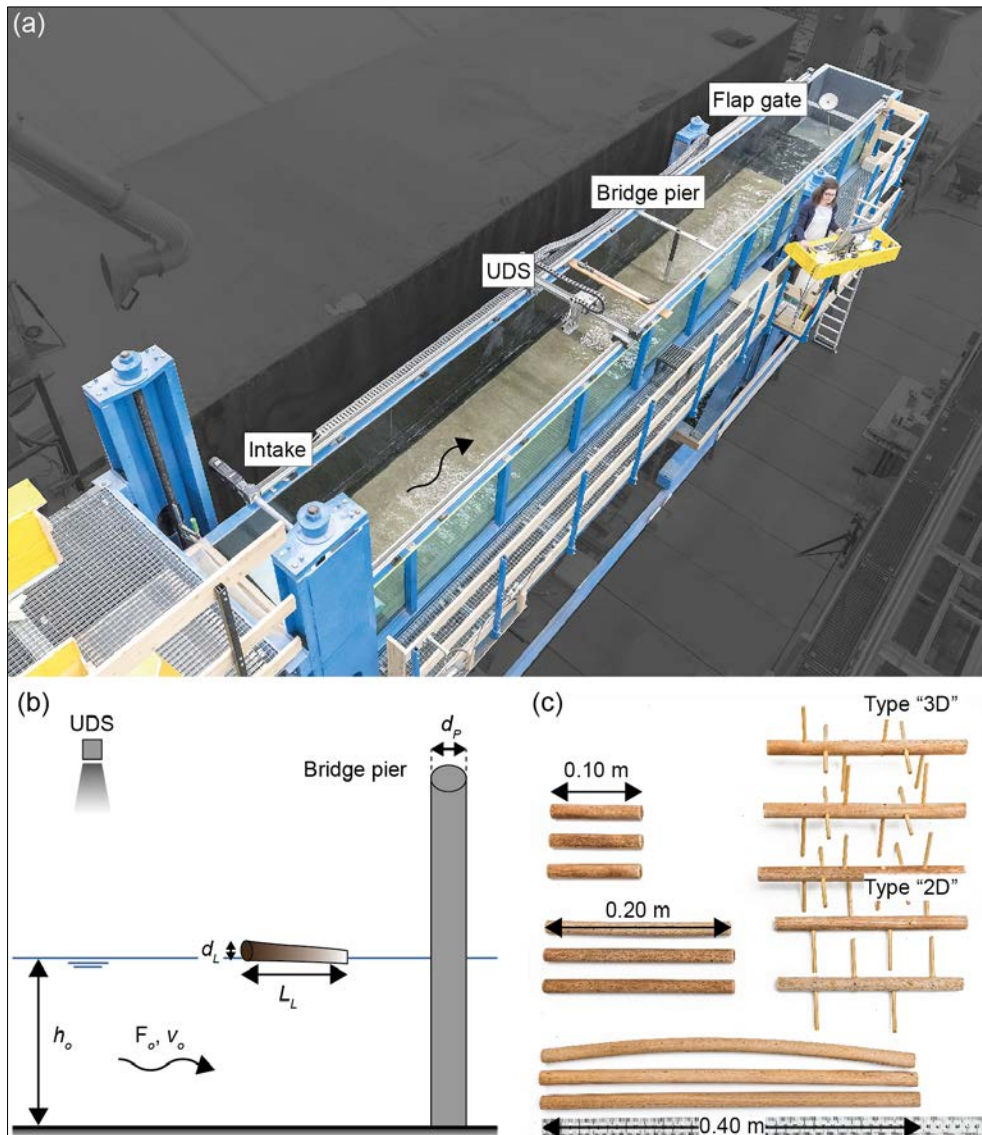 (a)
Flap gate
Bridge pier
UDS
Intake
(b)
UDS
d_P
Bridge pier
d_L
L_L
h_o
F_o, v_o
(c)
Type "3D"
0.10 m
Type "2D"
0.20 m
0.40 m